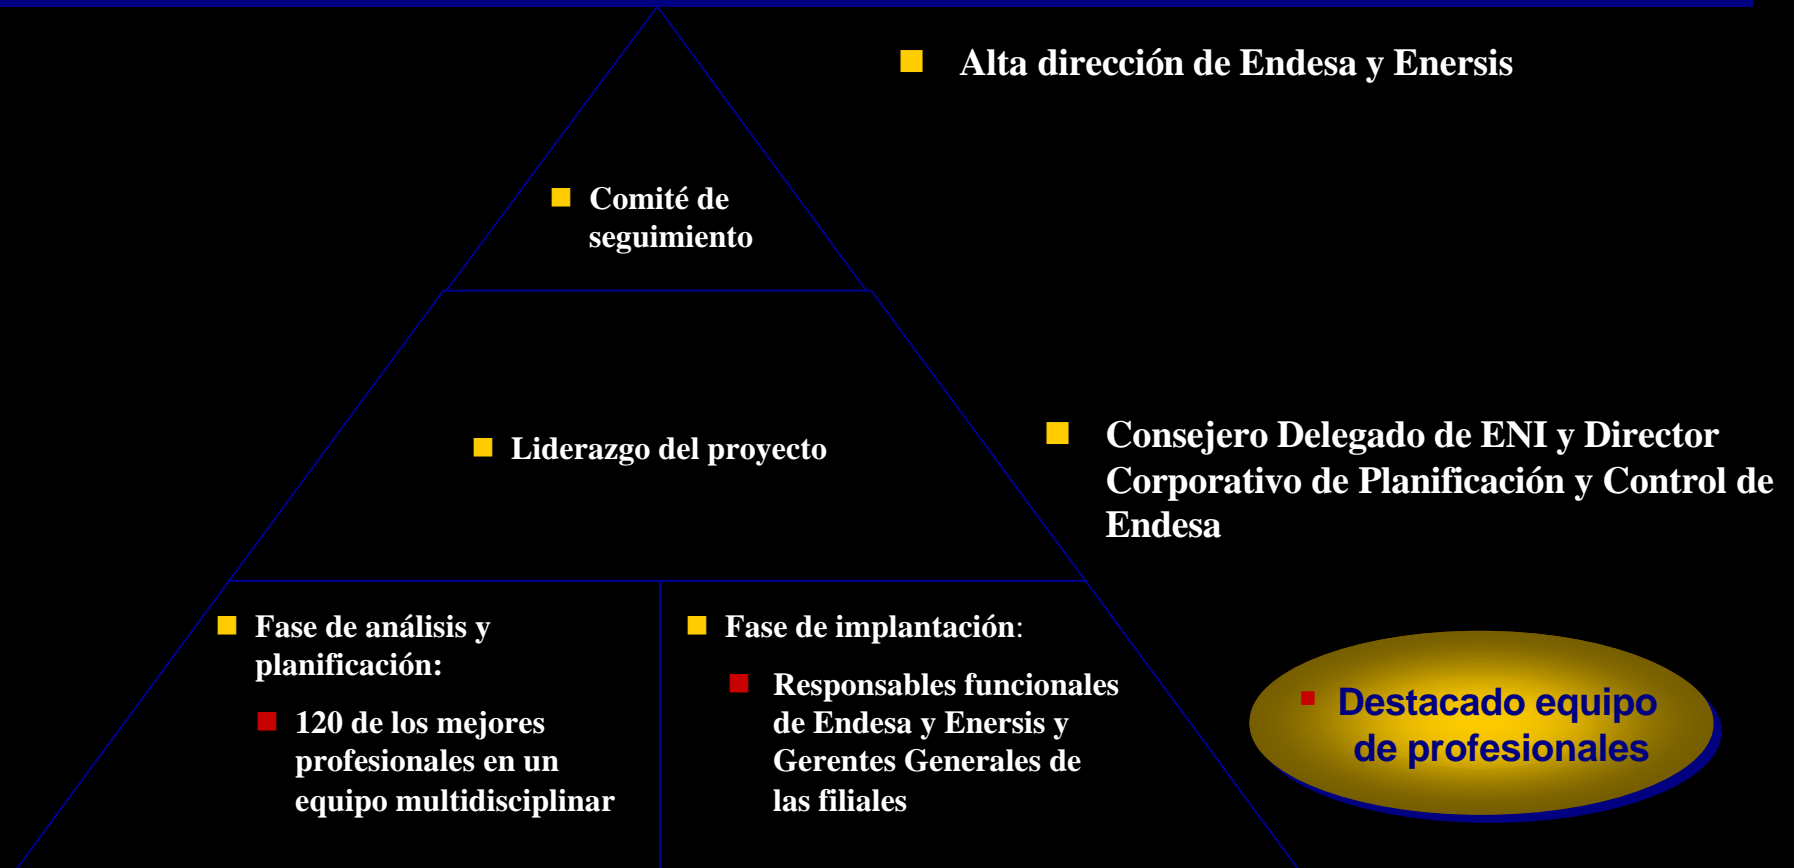 Alta dirección de Endesa y Enersis
Comité de
seguimiento
Liderazgo del proyecto
Consejero Delegado de ENI y Director
Corporativo de Planificación y Control de
Endesa
Fase de análisis y
planificación:
120 de los mejores
profesionales en un
equipo multidisciplinar
Fase de implantación:
Responsables funcionales
de Endesa y Enersis y
Gerentes Generales de
las filiales
Destacado equipo
de profesionales